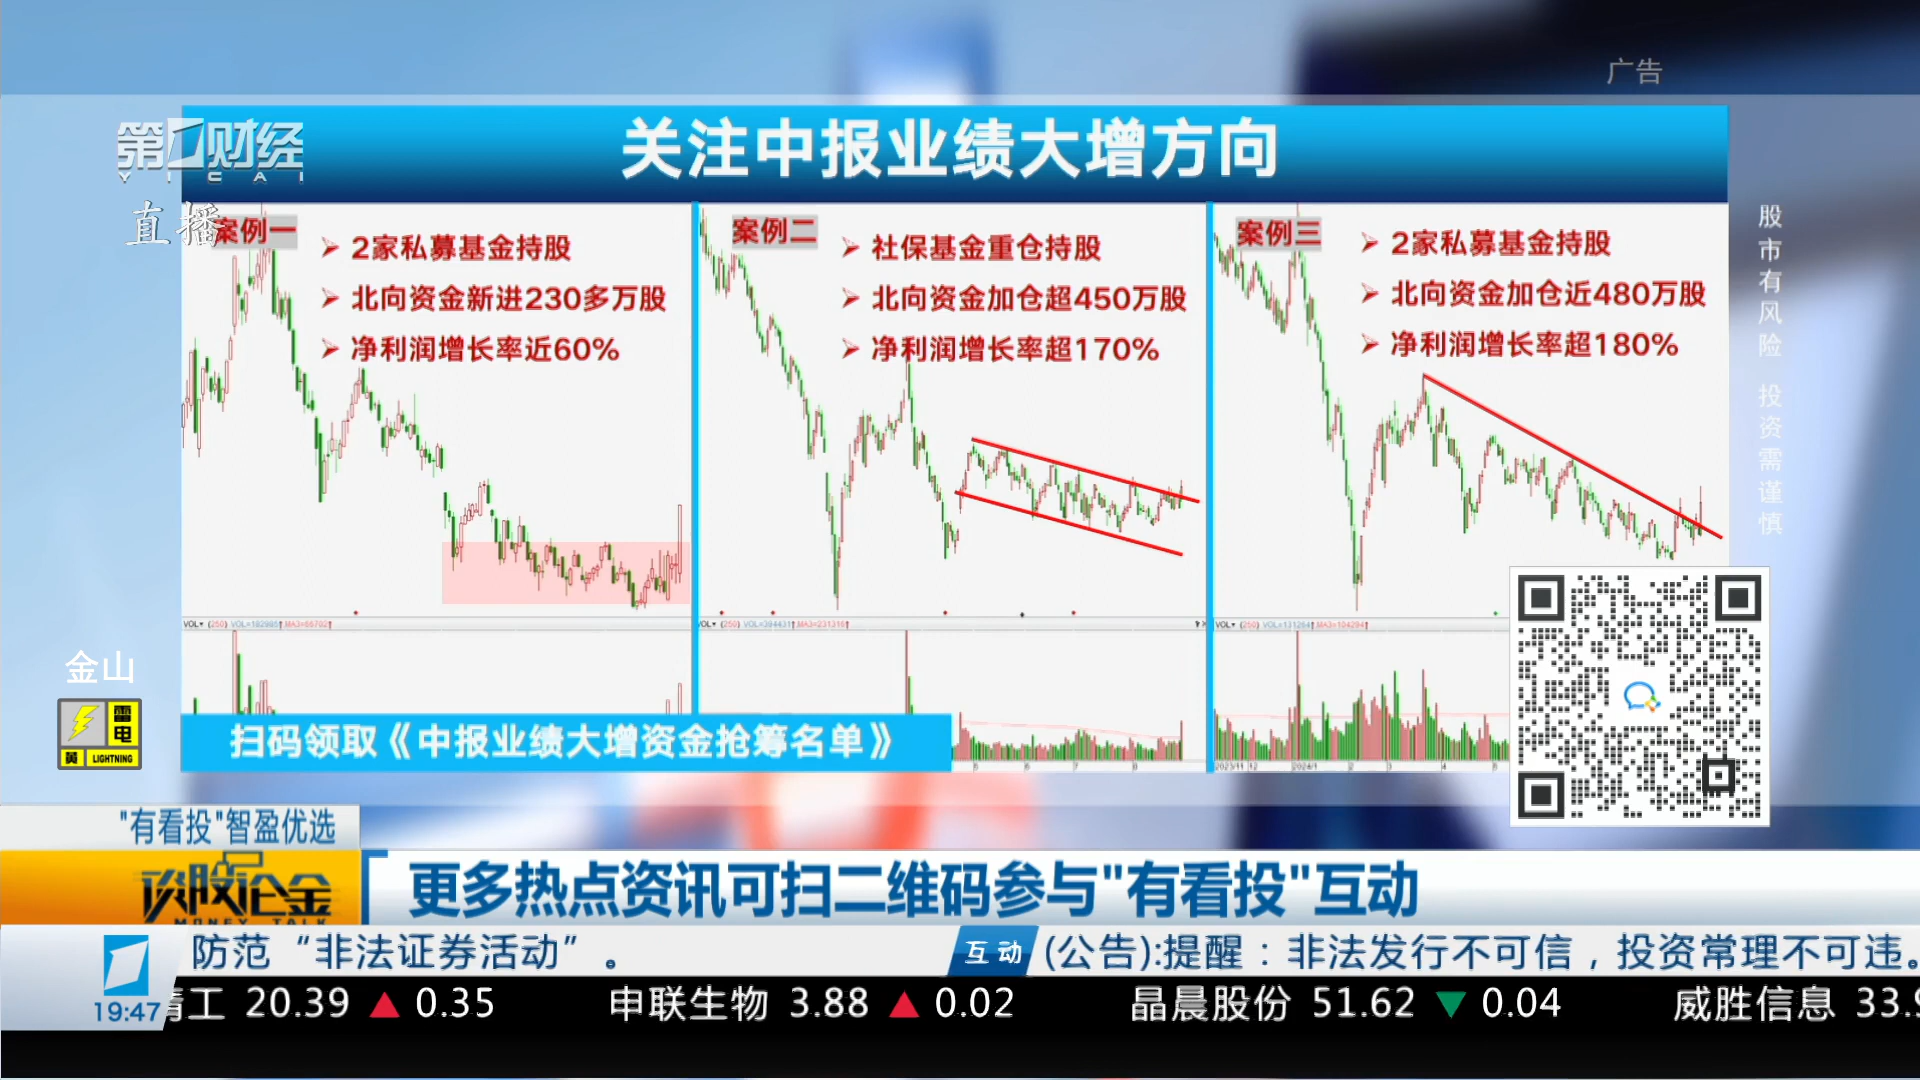 广告
第一财经
YICAI
直播
关注中报业绩大增方向
案例一
➢ 2家私募基金持股
➢ 北向资金新进230多万股
➢ 净利润增长率近60%
案例二
➢ 社保基金重仓持股
➢ 北向资金加仓超450万股
➢ 净利润增长率超170%
案例三
➢ 2家私募基金持股
➢ 北向资金加仓近480万股
➢ 净利润增长率超180%
股市有风险 投资需谨慎
金山
雷电
黄 LIGHTNING
扫码领取《中报业绩大增资金抢筹名单》
"有看投"智盈优选
谈股论金
MONEY TALK
更多热点资讯可扫二维码参与"有看投"互动
防范“非法证券活动”。
互动 (公告):提醒：非法发行不可信，投资常理不可违。
19:47
工 20.39 ▲ 0.35 申联生物 3.88 ▲ 0.02 晶晨股份 51.62 ▼ 0.04 威胜信息 33.9